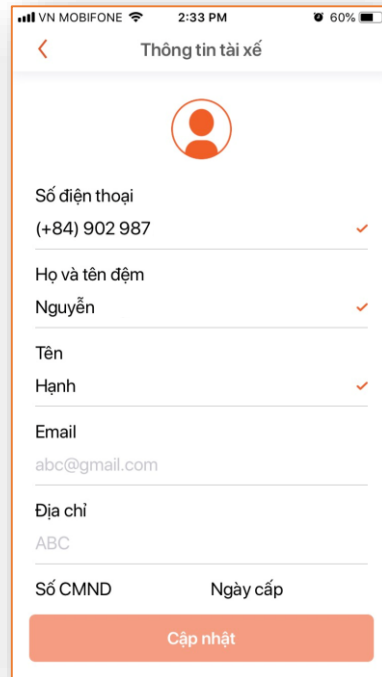 VN MOBIFONE 2:33 PM 60%
Thông tin tài xế
Số điện thoại
(+84) 902 987
Họ và tên đệm
Nguyễn
Tên
Hạnh
Email
abc@gmail.com
Địa chỉ
ABC
Số CMND Ngày cấp
Cập nhật